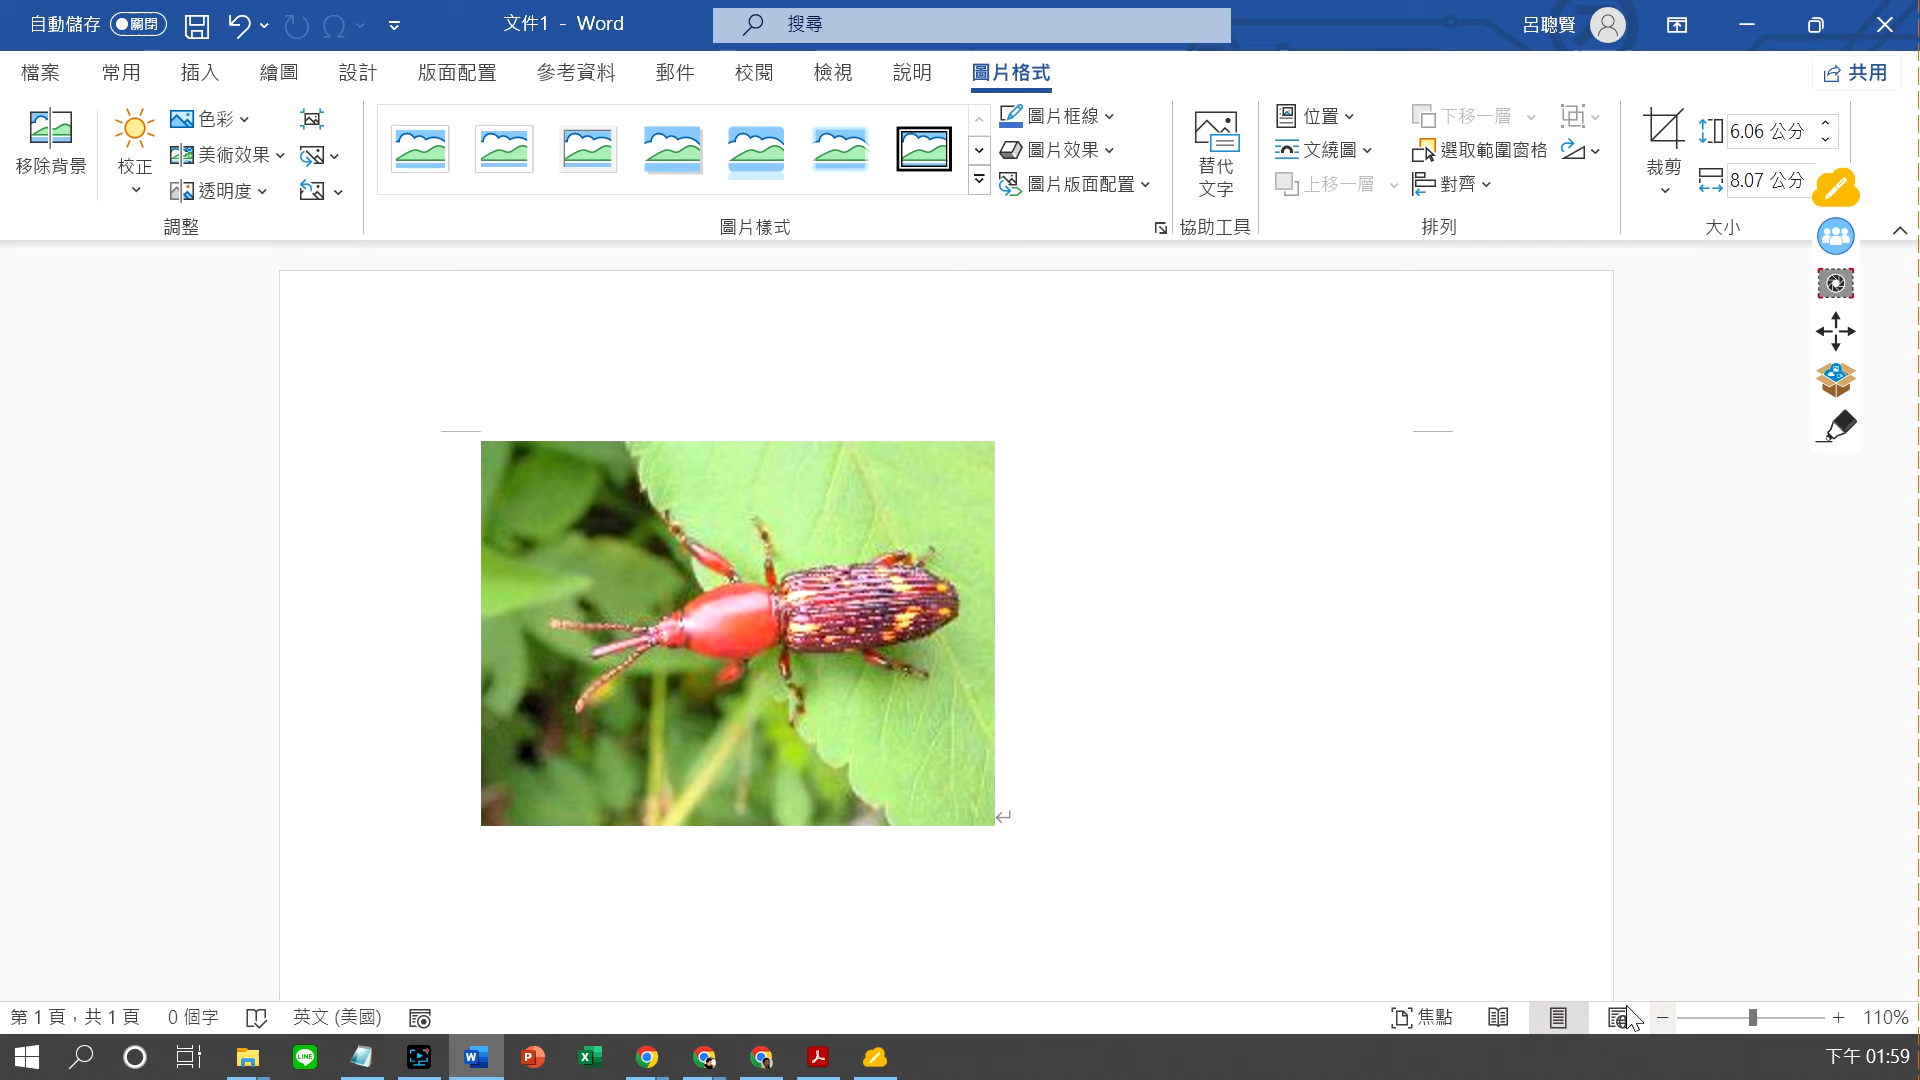 自動儲存 關閉 文件1 - Word 搜尋 呂聰賢
檔案 常用 插入 繪圖 設計 版面配置 參考資料 郵件 校閱 檢視 說明 圖片格式 共用
移除背景
校正
色彩
美術效果
透明度
調整
圖片樣式
圖片框線
圖片效果
圖片版面配置
替代
文字
協助工具
位置
文繞圖
上移一層
下移一層
選取範圍窗格
對齊
排列
裁剪
6.06 公分
8.07 公分
大小
第 1 頁，共 1 頁 0 個字 英文 (美國) 焦點 110%
下午 01:59